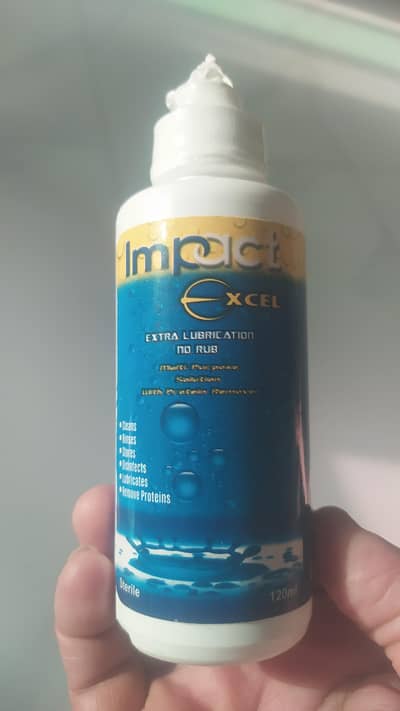 Impact
EXCEL
EXTRA LUBRICATION
NO RUB
Multi Purpose
Solution
With Protein Remover
• Cleans
• Rinses
• Stores
• Disinfects
• Lubricates
• Remove Proteins
Sterile
120ml